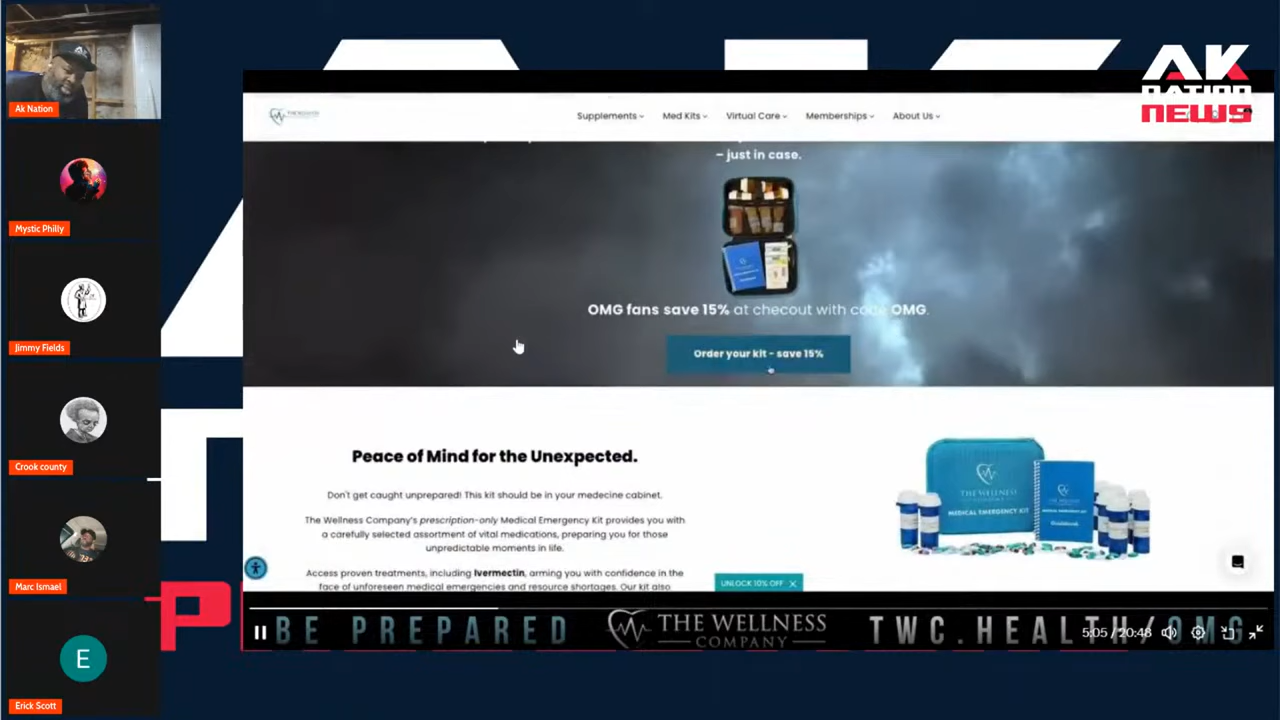 Ak Nation
Mystic Philly
Jimmy Fields
Crook county
Marc Ismael
E
Erick Scott
AK
NATION
NEWS
THE WELLNESS
Supplements
Med Kits
Virtual Care
Memberships
About Us
– just in case.
OMG fans save 15% at checout with code OMG.
Order your kit - save 15%
Peace of Mind for the Unexpected.
Don't get caught unprepared! This kit should be in your medecine cabinet.
The Wellness Company's prescription-only Medical Emergency Kit provides you with
a carefully selected assortment of vital medications, preparing you for those
unpredictable moments in life.
Access proven treatments, including Ivermectin, arming you with confidence in the
face of unforeseen medical emergencies and resource shortages. Our kit also
THE WELLNESS
COMPANY
MEDICAL EMERGENCY KIT
UNLOCK 10% OFF
BE PREPARED
THE WELLNESS
COMPANY
TWC.HEALTH/OMG
5:05 / 20:48